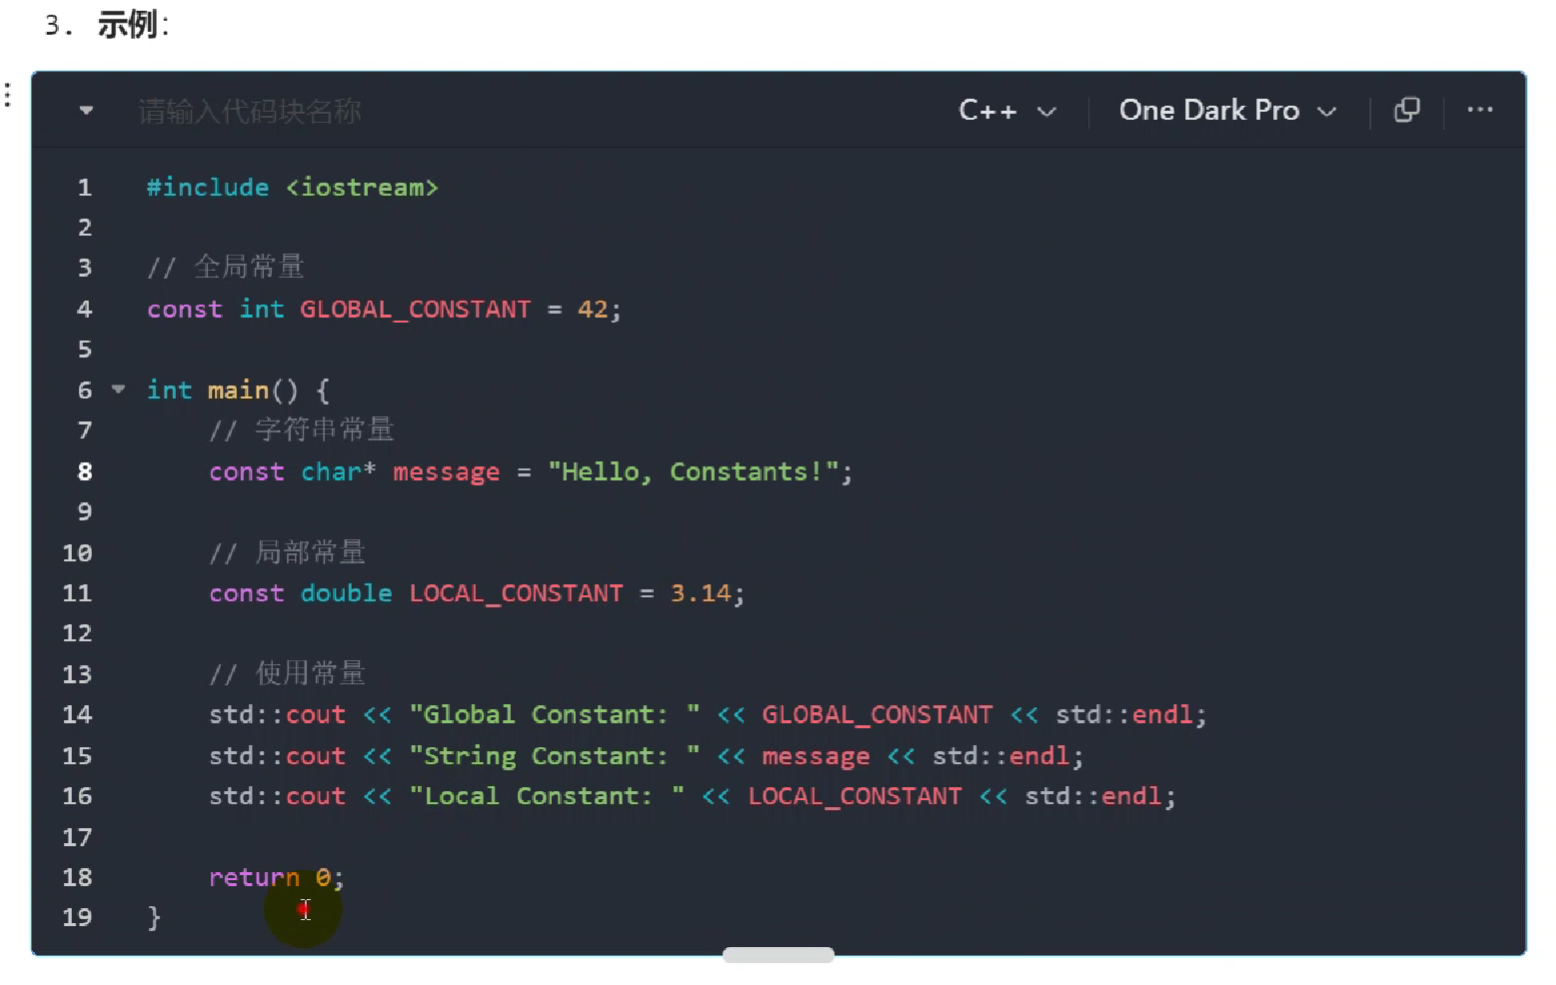 3. 示例:
请输入代码块名称 C++ One Dark Pro
1 #include <iostream>
2
3 // 全局常量
4 const int GLOBAL_CONSTANT = 42;
5
6 int main() {
7 // 字符串常量
8 const char* message = "Hello, Constants!";
9
10 // 局部常量
11 const double LOCAL_CONSTANT = 3.14;
12
13 // 使用常量
14 std::cout << "Global Constant: " << GLOBAL_CONSTANT << std::endl;
15 std::cout << "String Constant: " << message << std::endl;
16 std::cout << "Local Constant: " << LOCAL_CONSTANT << std::endl;
17
18 return 0;
19 }